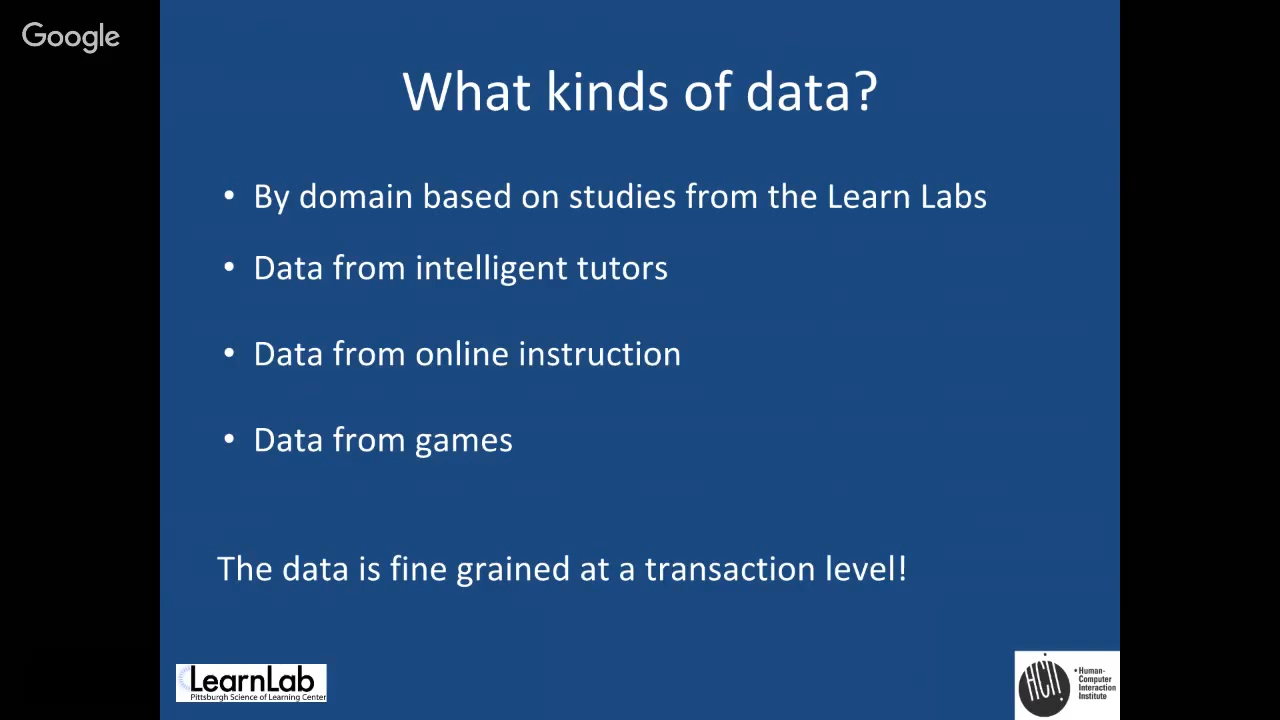 Google
What kinds of data?
• By domain based on studies from the Learn Labs
• Data from intelligent tutors
• Data from online instruction
• Data from games
The data is fine grained at a transaction level!
LearnLab
Pittsburgh Science of Learning Center
HCII
• Human-
Computer
Interaction
Institute